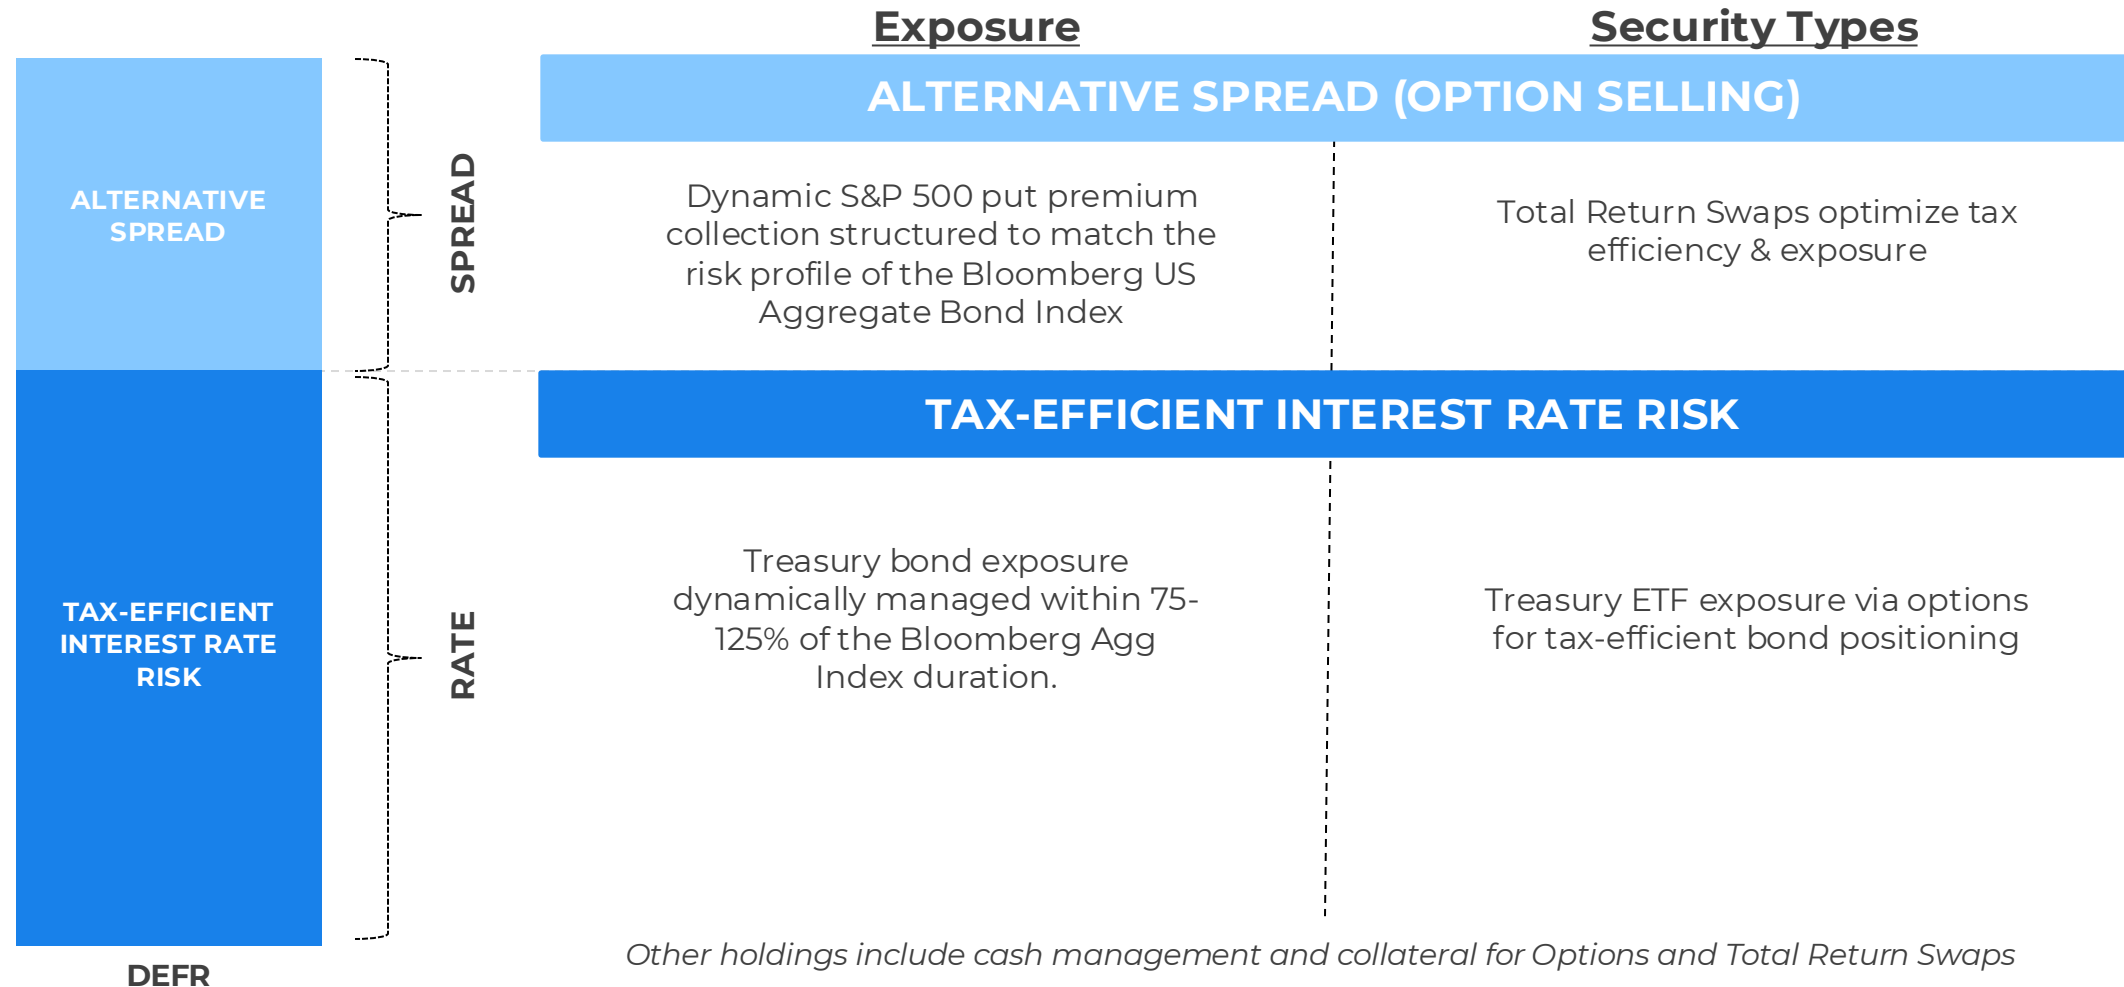 Exposure
Security Types
ALTERNATIVE SPREAD (OPTION SELLING)
ALTERNATIVE
SPREAD
SPREAD
Dynamic S&P 500 put premium
collection structured to match the
risk profile of the Bloomberg US
Aggregate Bond Index
Total Return Swaps optimize tax
efficiency & exposure
TAX-EFFICIENT INTEREST RATE RISK
TAX-EFFICIENT
INTEREST RATE
RISK
RATE
Treasury bond exposure
dynamically managed within 75-
125% of the Bloomberg Agg
Index duration.
Treasury ETF exposure via options
for tax-efficient bond positioning
Other holdings include cash management and collateral for Options and Total Return Swaps
DEFR